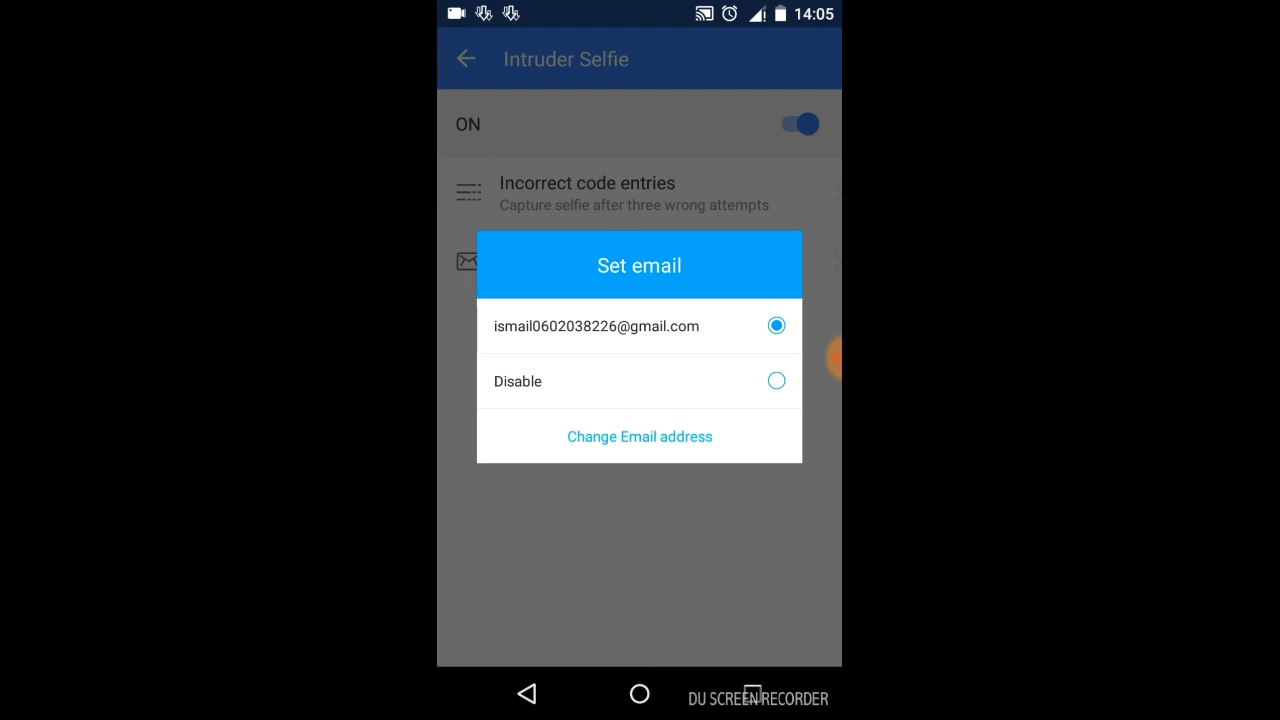 14:05
Intruder Selfie
ON
Incorrect code entries
Capture selfie after three wrong attempts
Set email
ismail0602038226@gmail.com
Disable
Change Email address
DU SCREEN RECORDER